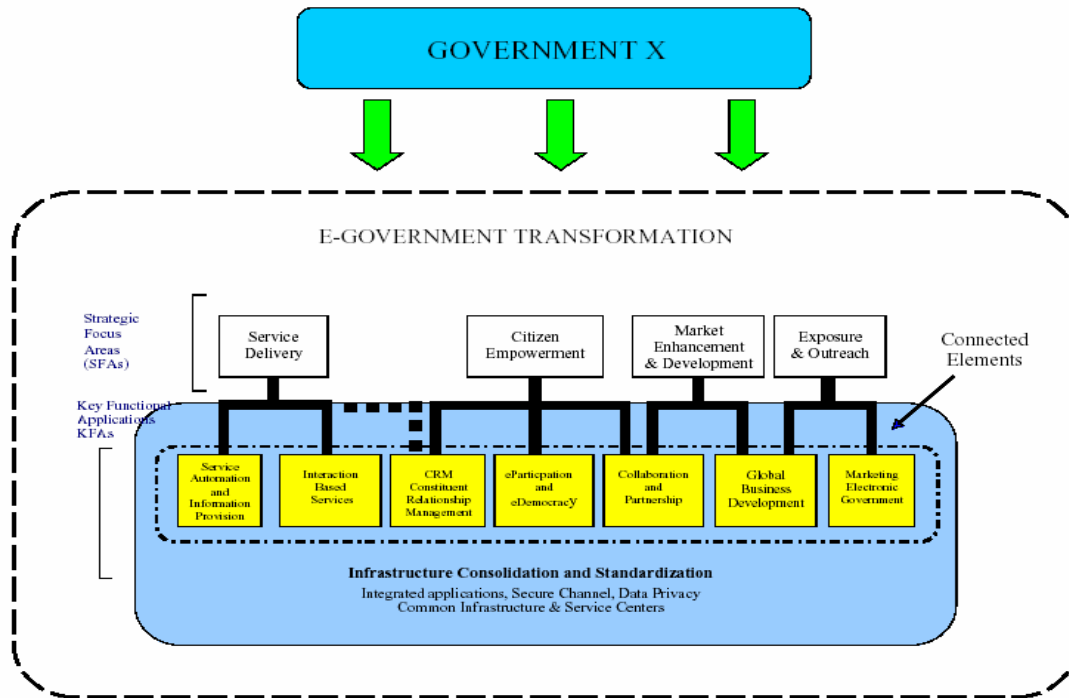 GOVERNMENT X
E-GOVERNMENT TRANSFORMATION
Strategic
Focus
Areas
(SFAs)
Service
Delivery
Citizen
Empowerment
Market
Enhancement
& Development
Exposure
& Outreach
Connected
Elements
Key Functional
Applications
KFAs
Service
Automation
and
Information
Provision
Interaction
Based
Services
CRM
Constituent
Relationship
Management
eParticpation
and
eDemocracy
Collaboration
and
Partnership
Global
Business
Development
Marketing
Electronic
Government
Infrastructure Consolidation and Standardization
Integrated applications, Secure Channel, Data Privacy
Common Infrastructure & Service Centers